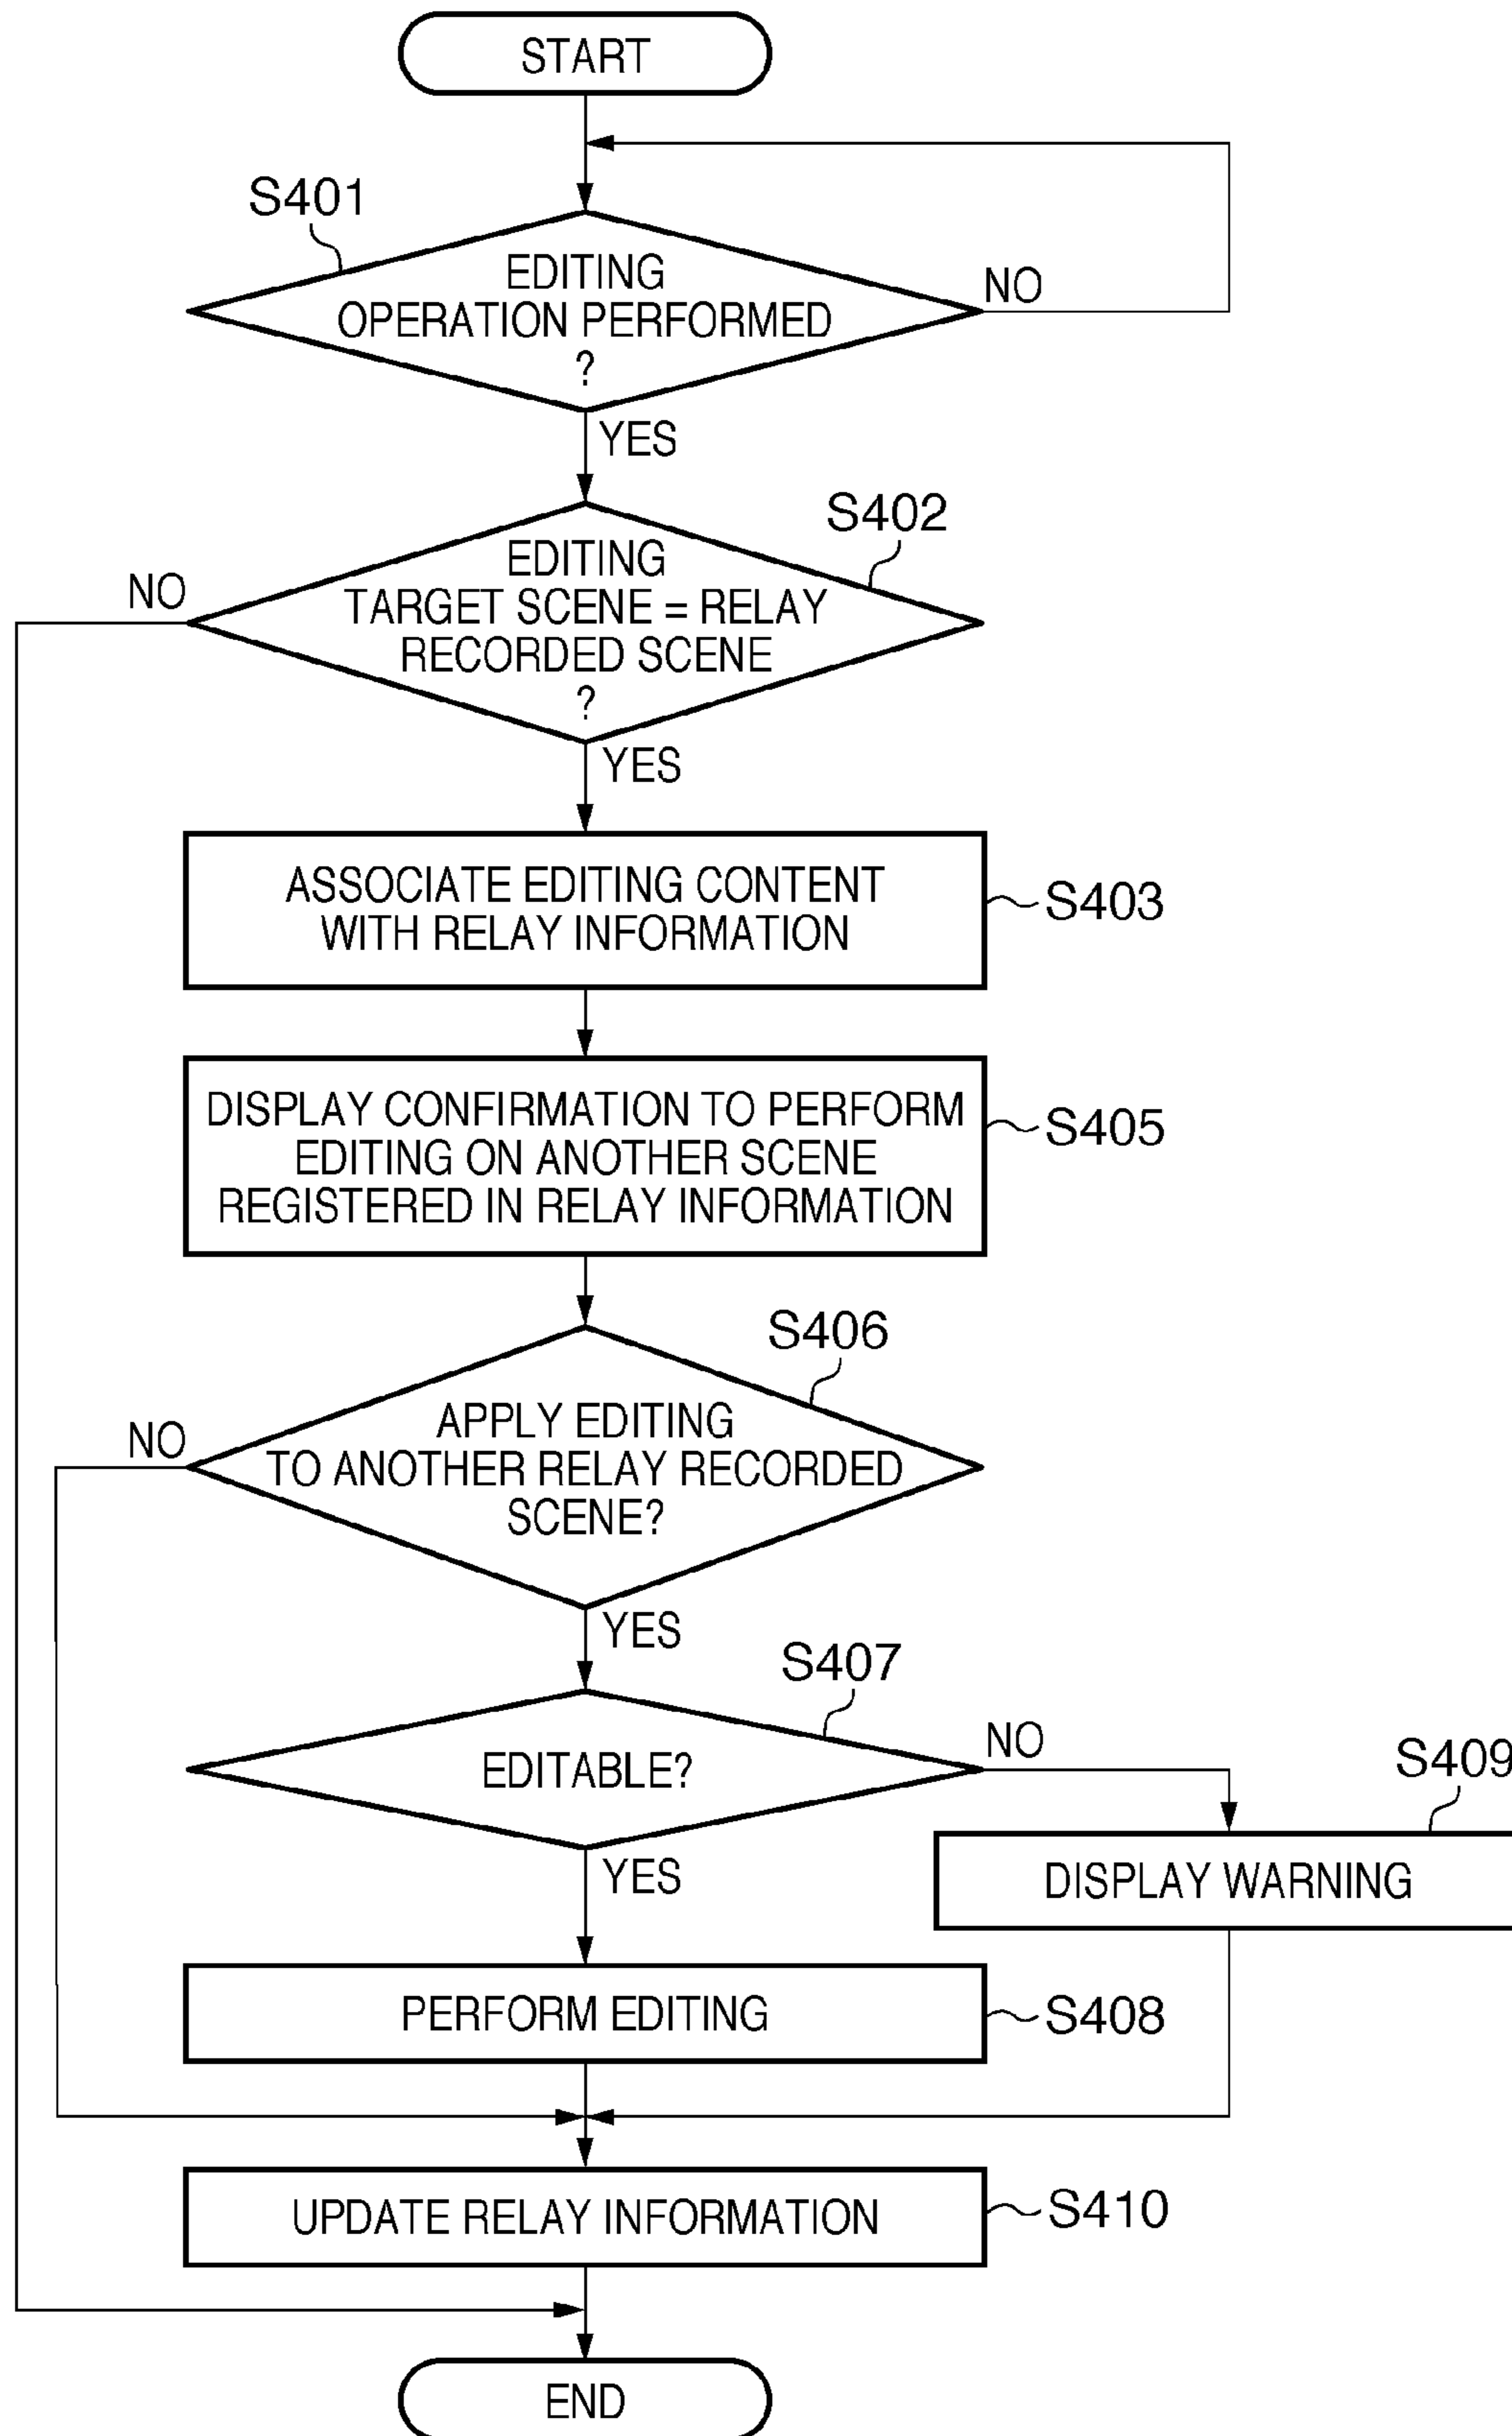 START
S401
EDITING
OPERATION PERFORMED
?
NO
YES
S402
EDITING
TARGET SCENE = RELAY
RECORDED SCENE
?
NO
YES
ASSOCIATE EDITING CONTENT
WITH RELAY INFORMATION
S403
DISPLAY CONFIRMATION TO PERFORM
EDITING ON ANOTHER SCENE
REGISTERED IN RELAY INFORMATION
S405
S406
APPLY EDITING
TO ANOTHER RELAY RECORDED
SCENE?
NO
YES
S407
EDITABLE?
NO
YES
S409
DISPLAY WARNING
PERFORM EDITING
S408
UPDATE RELAY INFORMATION
S410
END